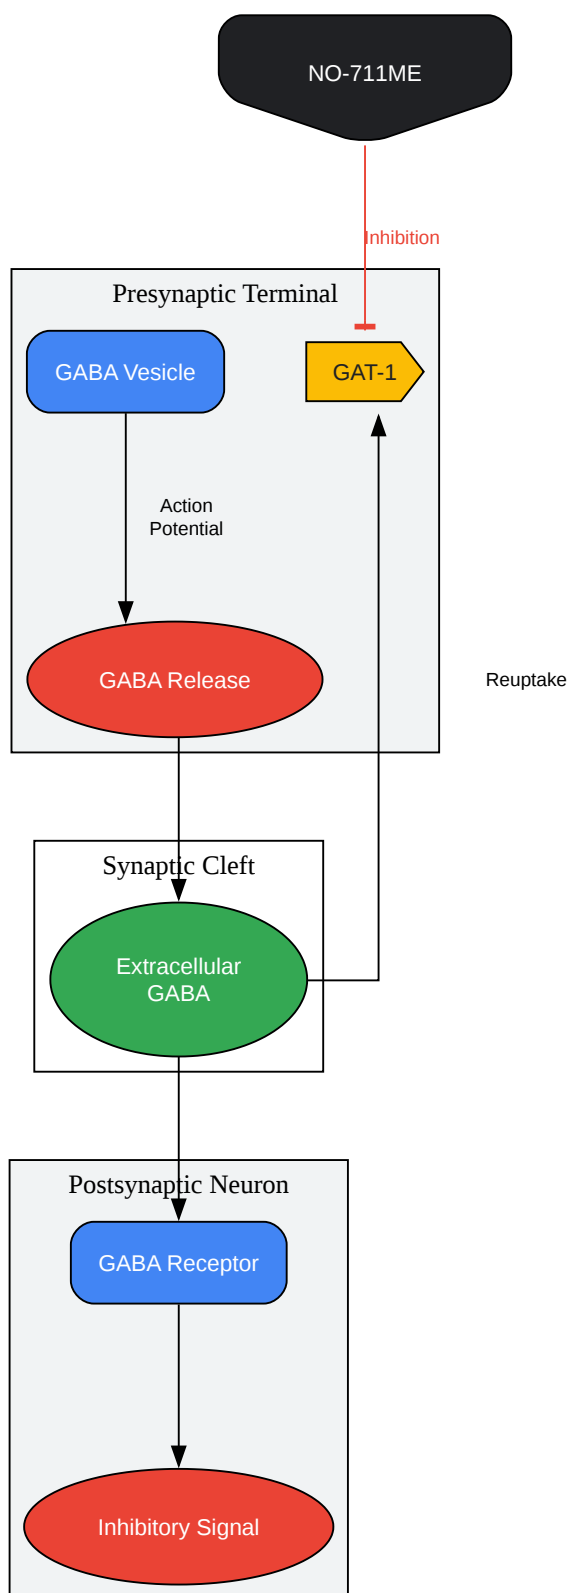 NO-711ME
Inhibition
Presynaptic Terminal
GABA Vesicle
GAT-1
Action
Potential
GABA Release
Reuptake
Synaptic Cleft
Extracellular
GABA
Postsynaptic Neuron
GABA Receptor
Inhibitory Signal